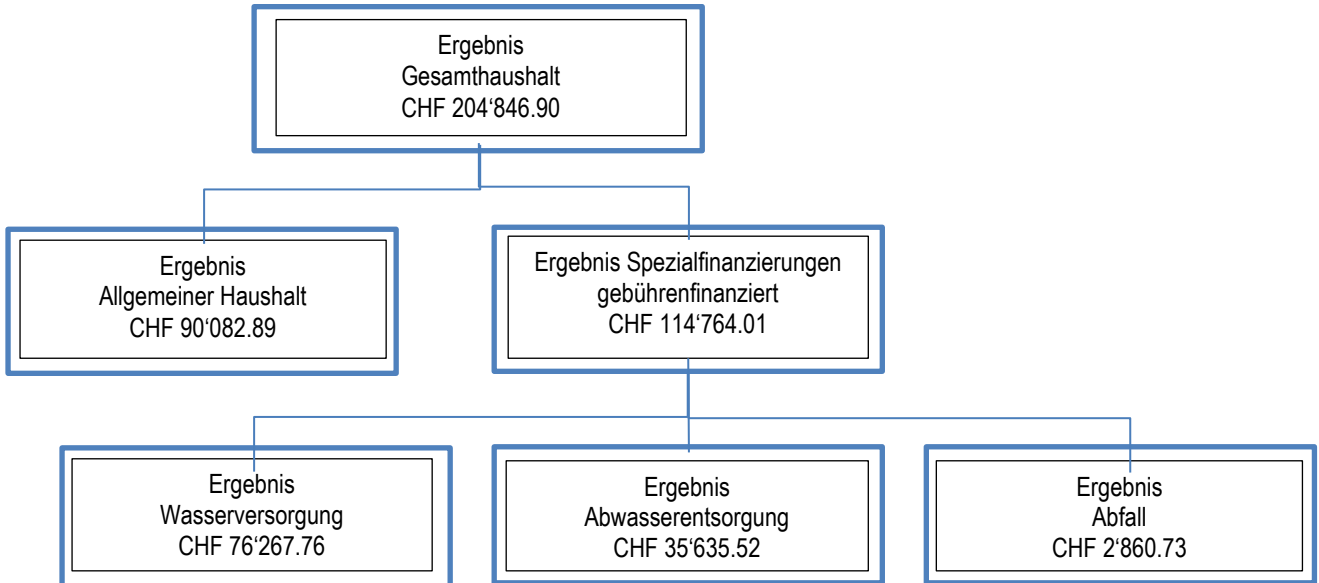 Ergebnis
Gesamthaushalt
CHF 204‘846.90
Ergebnis
Allgemeiner Haushalt
CHF 90‘082.89
Ergebnis Spezialfinanzierungen
gebührenfinanziert
CHF 114‘764.01
Ergebnis
Wasserversorgung
CHF 76‘267.76
Ergebnis
Abwasserentsorgung
CHF 35‘635.52
Ergebnis
Abfall
CHF 2‘860.73